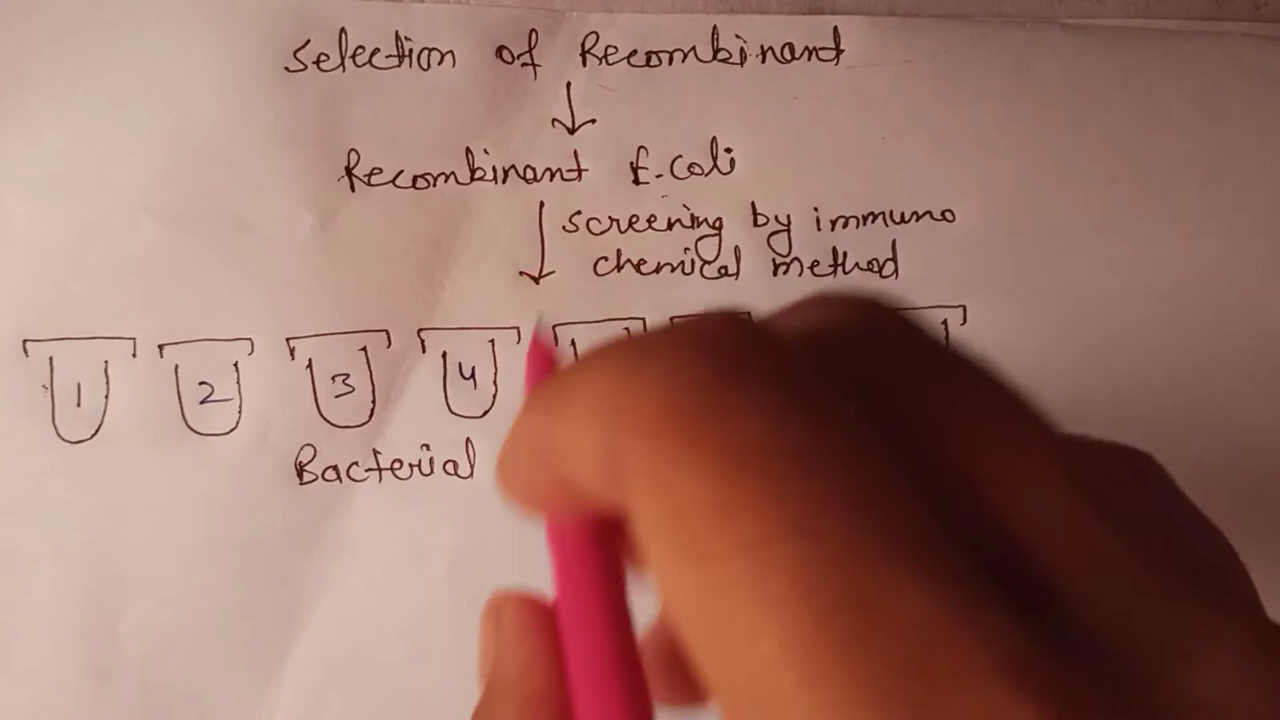 Selection of Recombinant
Recombinant E.coli
screening by immuno
chemical method
1 2 3 4
Bacterial